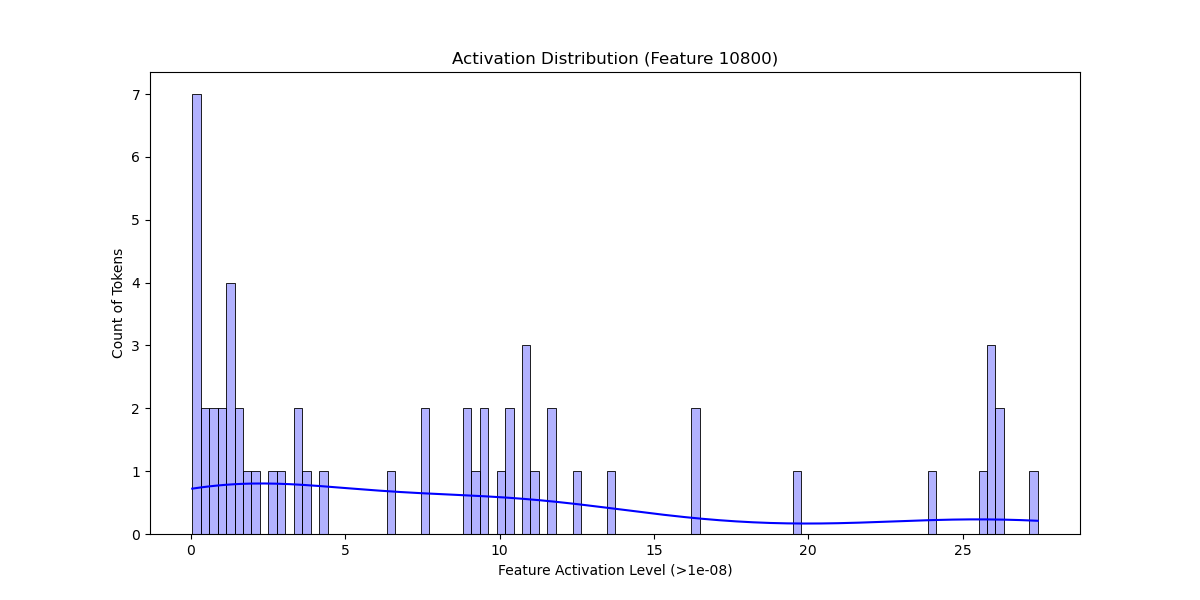 Activation Distribution (Feature 10800)
7
6
5
4
3
2
1
0
Count of Tokens
0 5 10 15 20 25
Feature Activation Level (>1e-08)